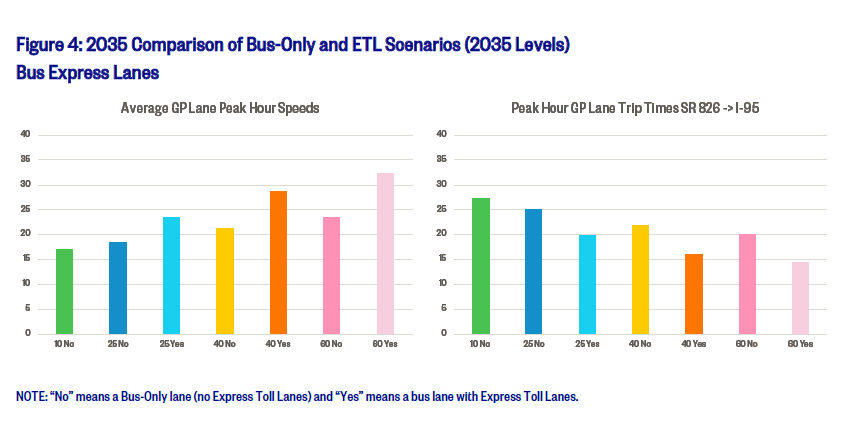 Figure 4: 2035 Comparison of Bus-Only and ETL Scenarios (2035 Levels)
Bus Express Lanes
Average GP Lane Peak Hour Speeds
40
35
30
25
20
15
10
5
0
10 No
25 No
25 Yes
40 No
40 Yes
60 No
60 Yes
Peak Hour GP Lane Trip Times SR 826 -> I-95
40
35
30
25
20
15
10
5
0
10 No
25 No
25 Yes
40 No
40 Yes
60 No
60 Yes
NOTE: “No” means a Bus-Only lane (no Express Toll Lanes) and “Yes” means a bus lane with Express Toll Lanes.